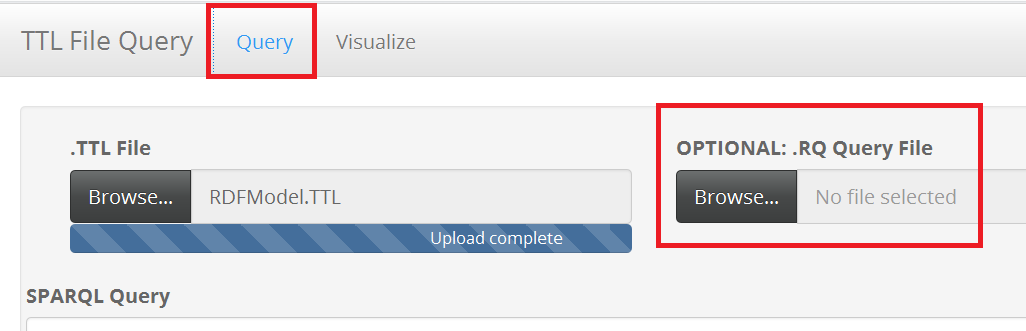 TTL File Query Query Visualize
.TTL File OPTIONAL: .RQ Query File
Browse... RDFModel.TTL Browse... No file selected
Upload complete
SPARQL Query